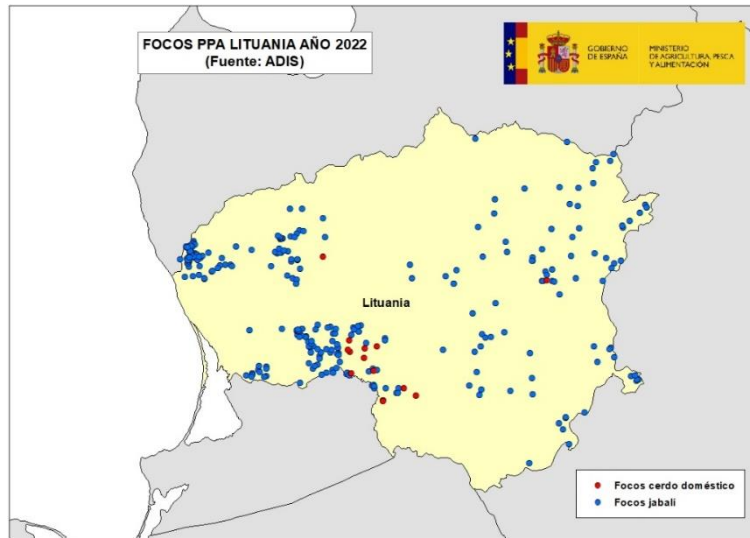 FOCOS PPA LITUANIA AÑO 2022
(Fuente: ADIS)
GOBIERNO
DE ESPAÑA
MINISTERIO
DE AGRICULTURA, PESCA
Y ALIMENTACIÓN
Lituania
Focos cerdo doméstico
Focos jabalí